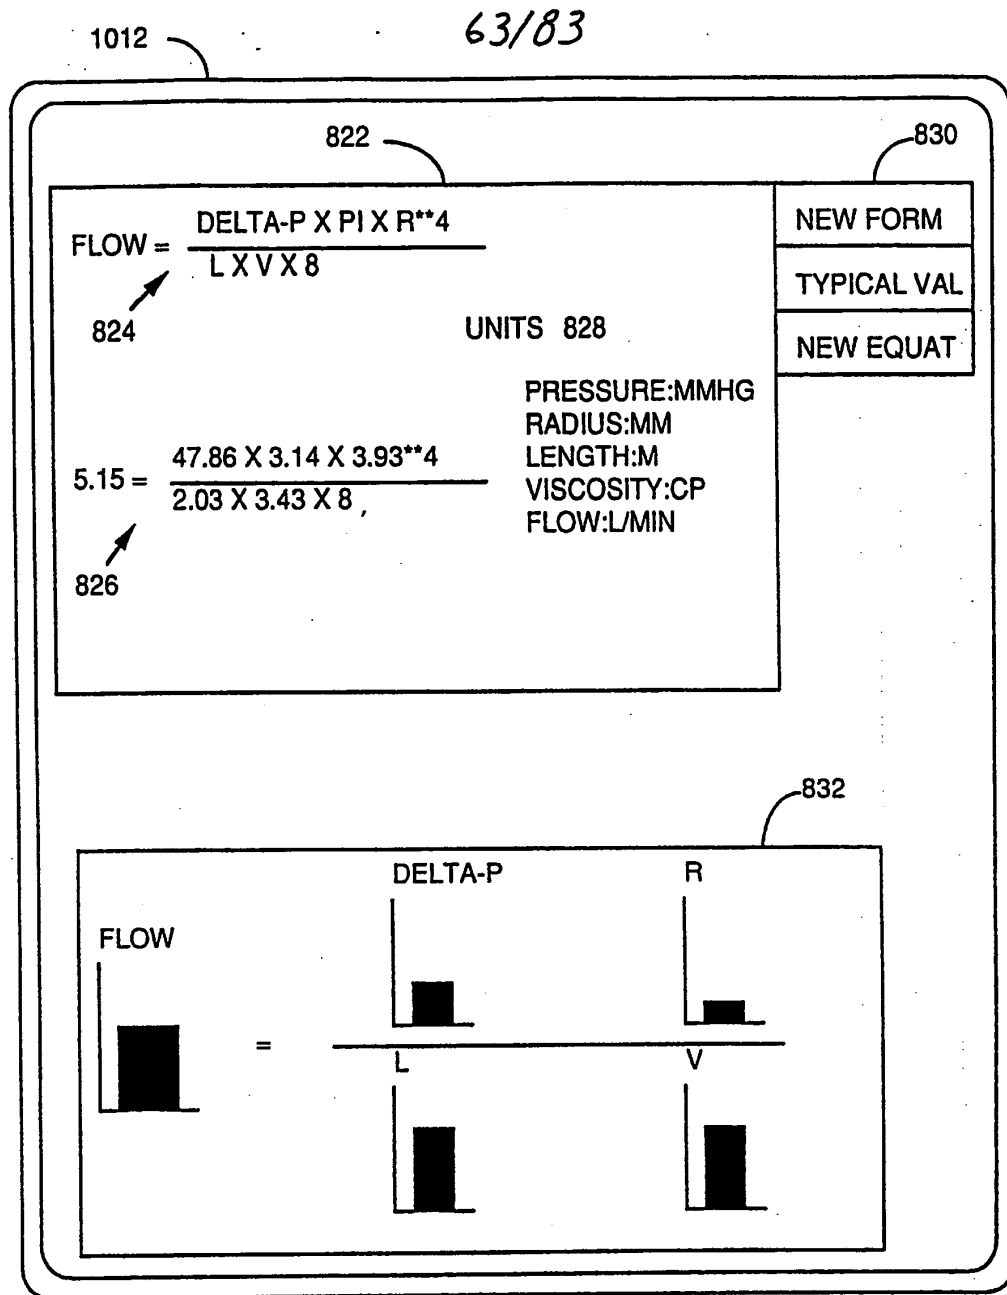 63/83
1012
822
830
FLOW = DELTA-P X PI X R**4
L X V X 8
824
UNITS 828
NEW FORM
TYPICAL VAL
NEW EQUAT
PRESSURE:MMHG
RADIUS:MM
LENGTH:M
VISCOSITY:CP
FLOW:L/MIN
5.15 = 47.86 X 3.14 X 3.93**4
2.03 X 3.43 X 8 ,
826
832
DELTA-P
R
FLOW
=
L
V